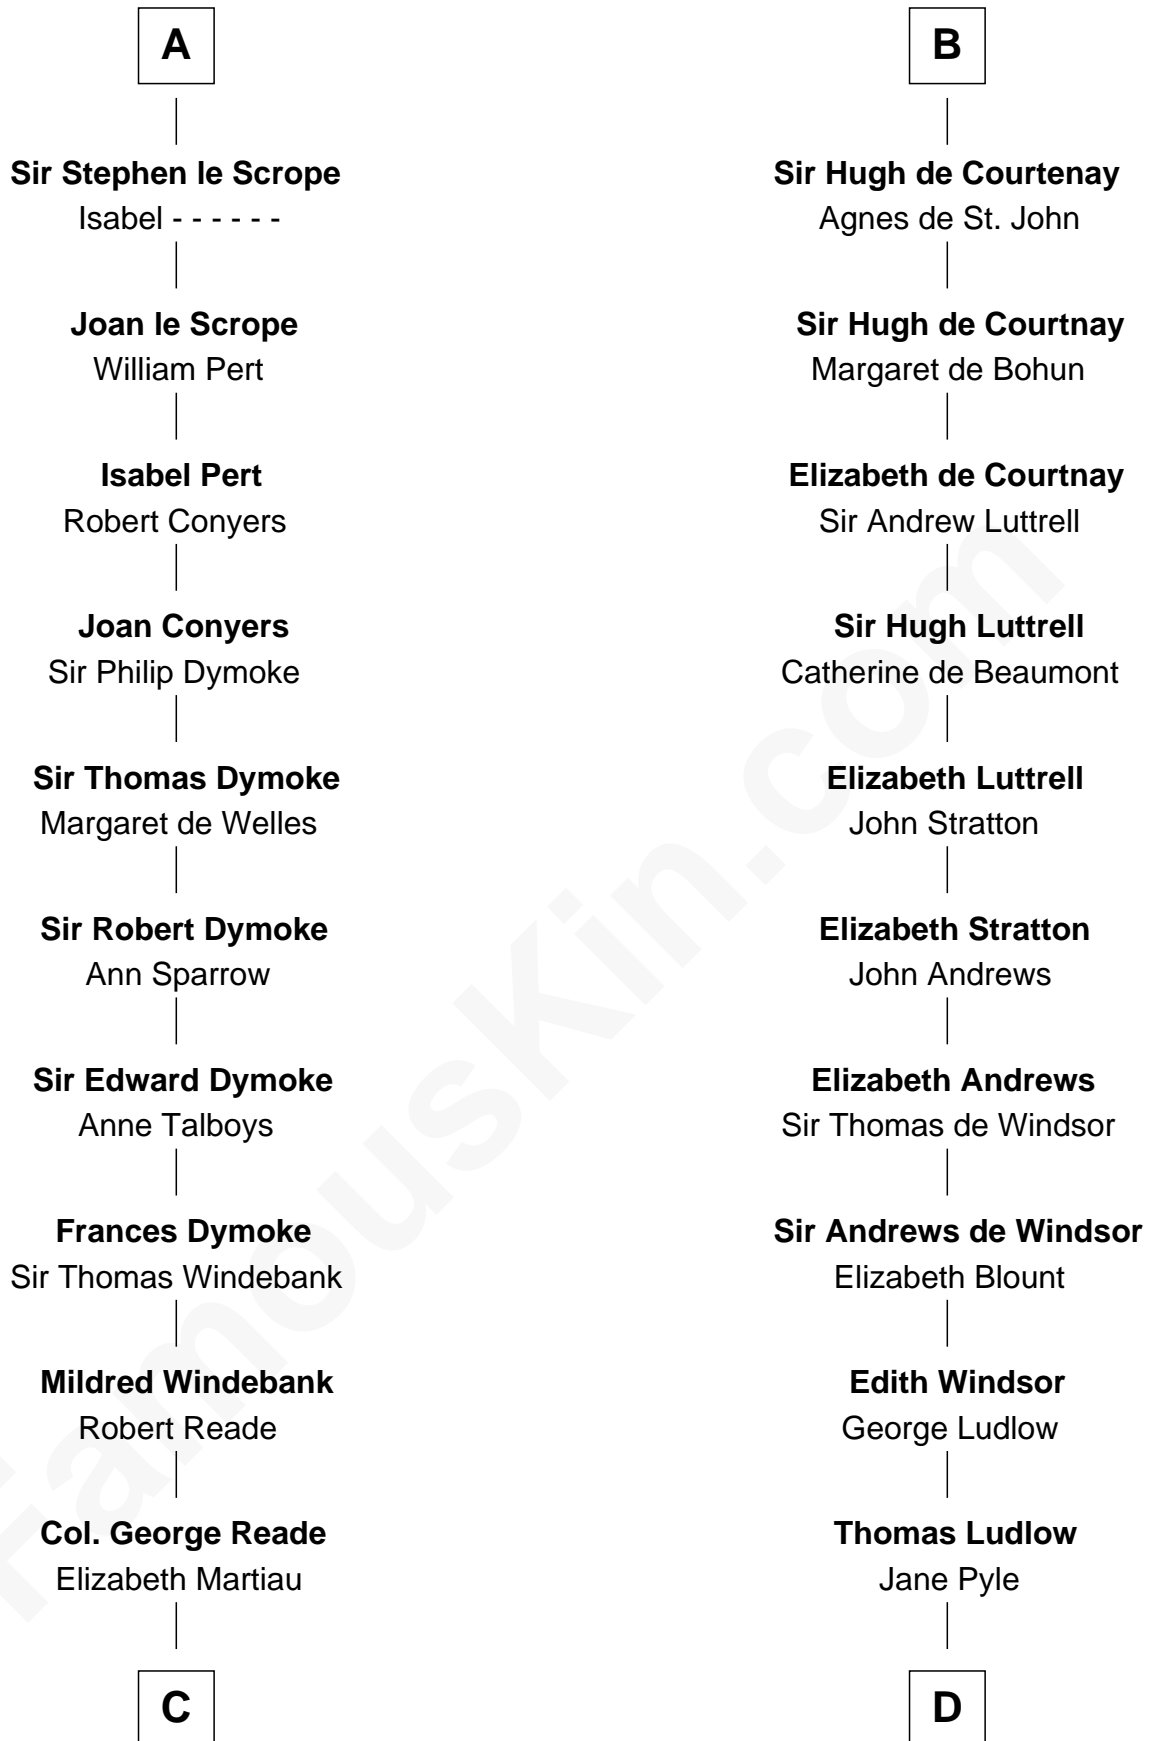 A
Sir Stephen le Scrope
Isabel - - - - - -
Joan le Scrope
William Pert
Isabel Pert
Robert Conyers
Joan Conyers
Sir Philip Dymoke
Sir Thomas Dymoke
Margaret de Welles
Sir Robert Dymoke
Ann Sparrow
Sir Edward Dymoke
Anne Talboys
Frances Dymoke
Sir Thomas Windebank
Mildred Windebank
Robert Reade
Col. George Reade
Elizabeth Martiau
C
B
Sir Hugh de Courtenay
Agnes de St. John
Sir Hugh de Courtnay
Margaret de Bohun
Elizabeth de Courtnay
Sir Andrew Luttrell
Sir Hugh Luttrell
Catherine de Beaumont
Elizabeth Luttrell
John Stratton
Elizabeth Stratton
John Andrews
Elizabeth Andrews
Sir Thomas de Windsor
Sir Andrews de Windsor
Elizabeth Blount
Edith Windsor
George Ludlow
Thomas Ludlow
Jane Pyle
D
FamousKin.com